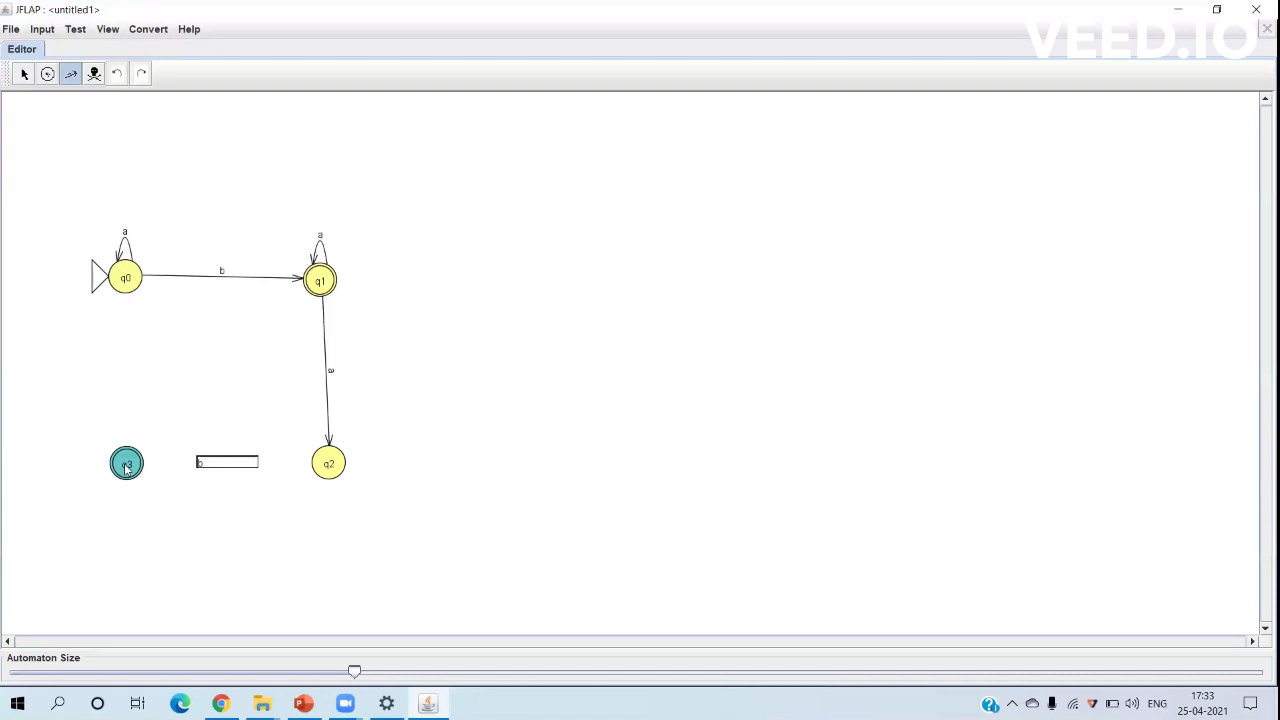 JFLAP : <untitled1>
VEED.IO
File Input Test View Convert Help
Editor
a
a
q0
b
q1
a
q3
b
q2
Automaton Size
ENG
17:33
25-04-2021